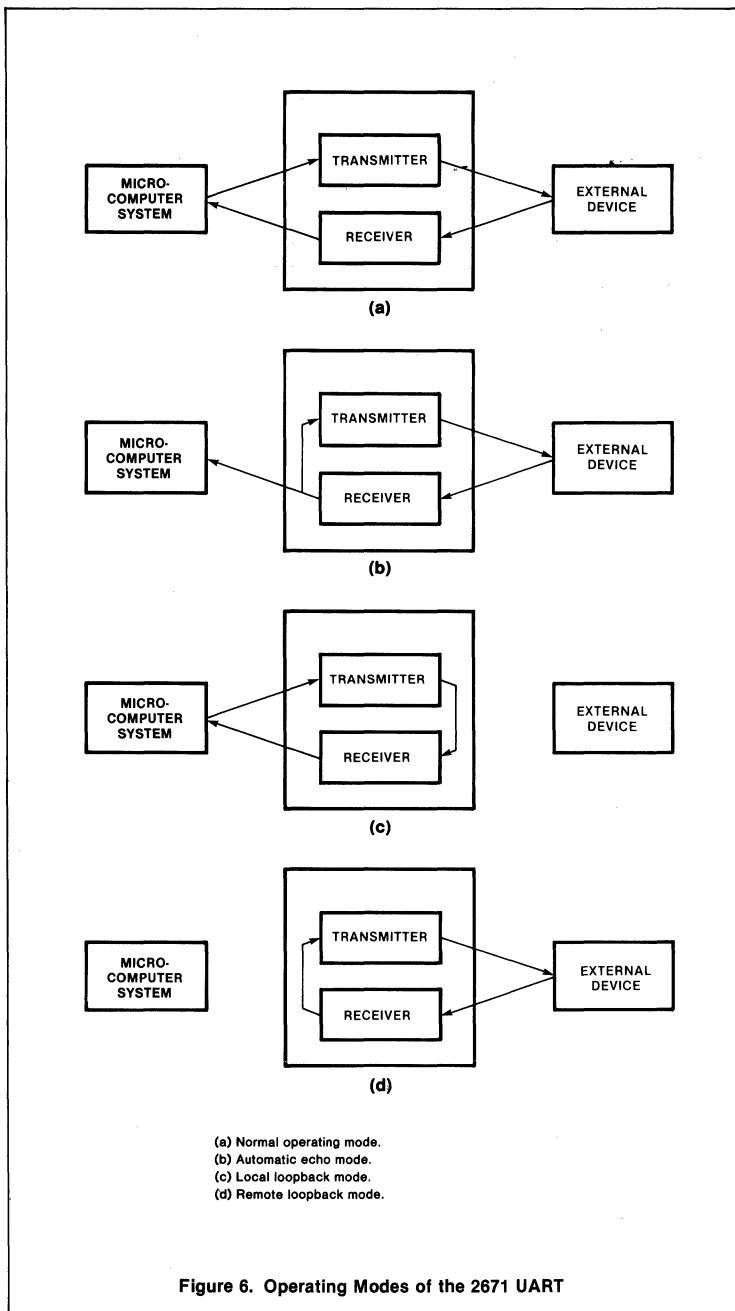 MICRO-
COMPUTER
SYSTEM
TRANSMITTER
RECEIVER
EXTERNAL
DEVICE
(a)
MICRO-
COMPUTER
SYSTEM
TRANSMITTER
RECEIVER
EXTERNAL
DEVICE
(b)
MICRO-
COMPUTER
SYSTEM
TRANSMITTER
RECEIVER
EXTERNAL
DEVICE
(c)
MICRO-
COMPUTER
SYSTEM
TRANSMITTER
RECEIVER
EXTERNAL
DEVICE
(d)
(a) Normal operating mode.
(b) Automatic echo mode.
(c) Local loopback mode.
(d) Remote loopback mode.
Figure 6. Operating Modes of the 2671 UART